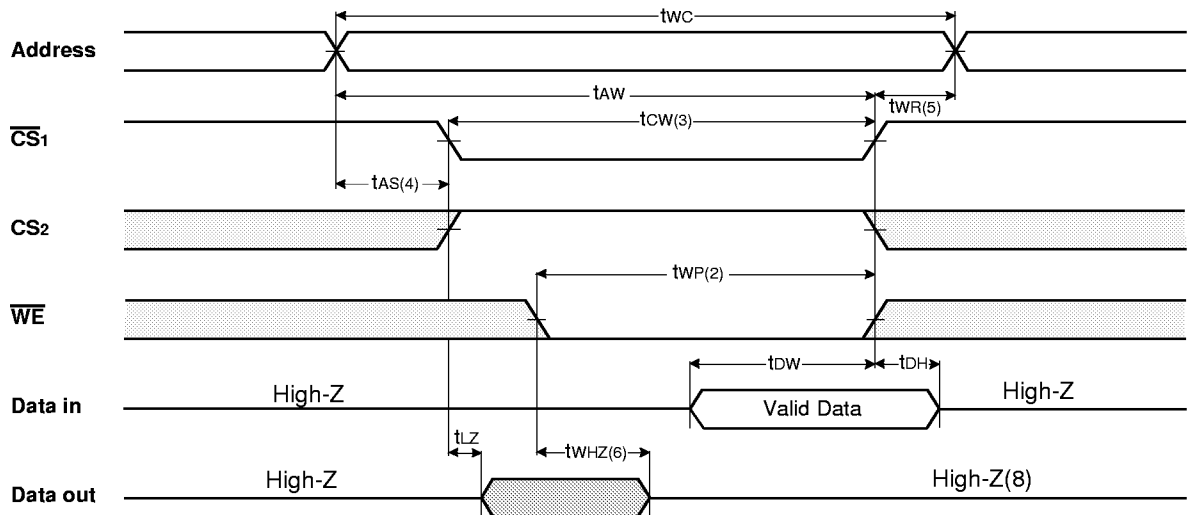 tWC
Address
tAW
tWR(5)
CS1
tCW(3)
tAS(4)
CS2
tWP(2)
WE
tDW
tDH
Data in
High-Z
Valid Data
High-Z
tLZ
tWHZ(6)
Data out
High-Z
High-Z(8)